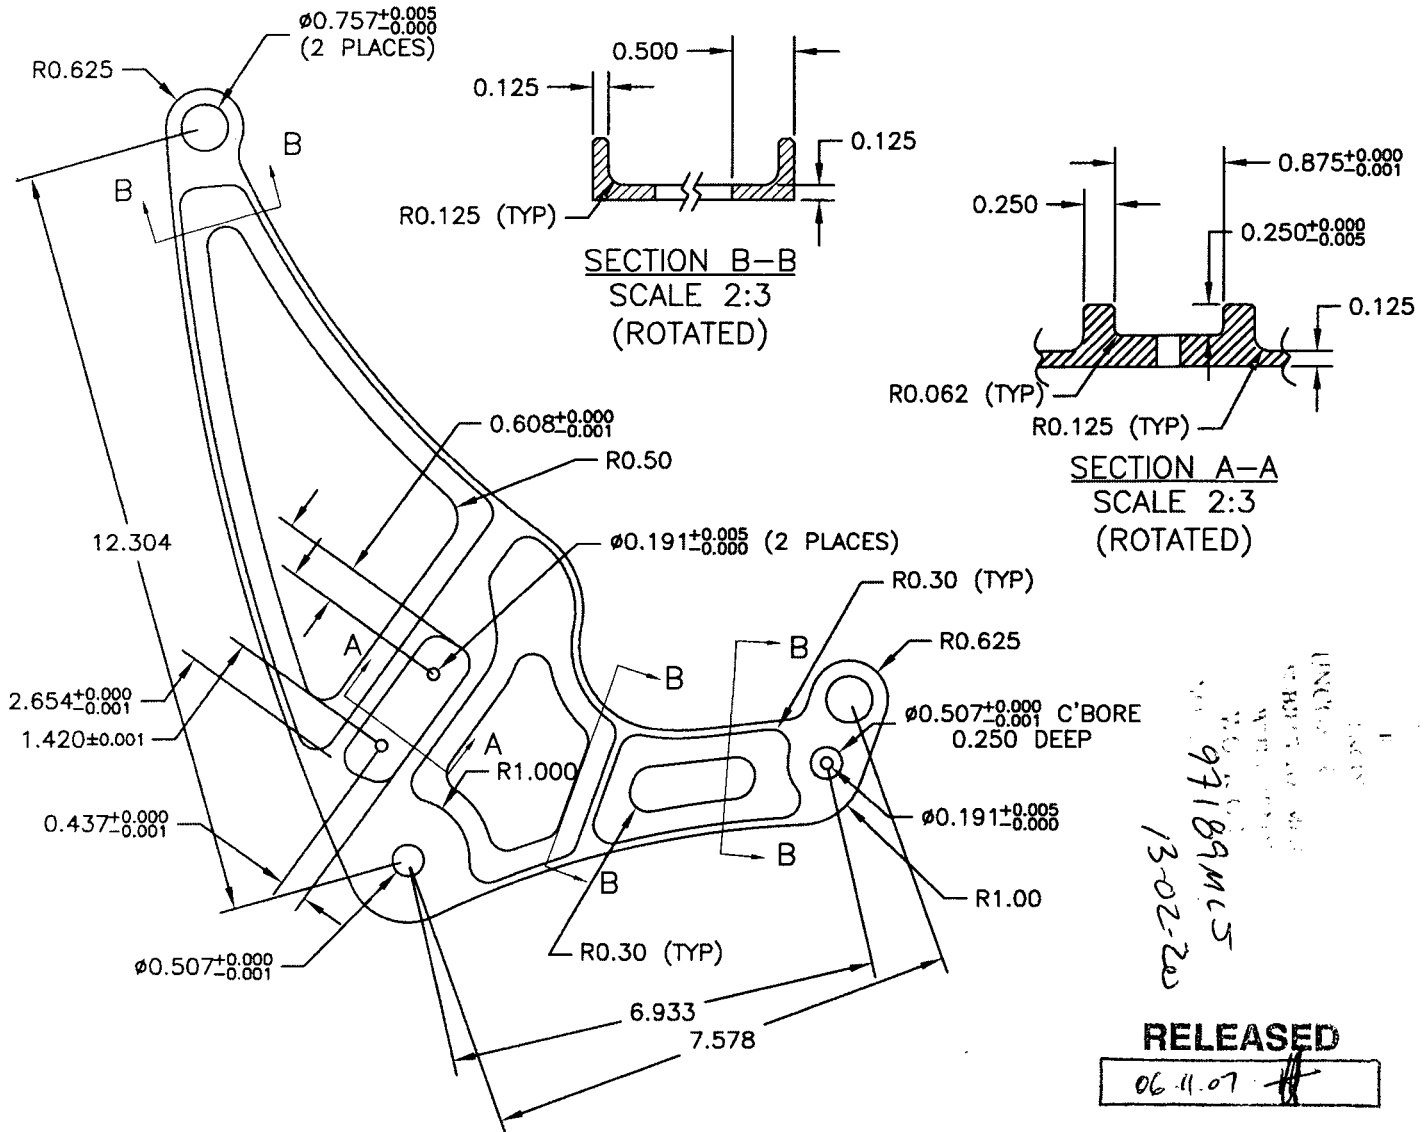 ø0.757+0.005 -0.000
(2 PLACES)
R0.625
B
B
0.500
0.125
0.125
R0.125 (TYP)
SECTION B-B
SCALE 2:3
(ROTATED)
0.875+0.000 -0.001
0.250
0.250+0.000 -0.005
0.125
R0.062 (TYP)
R0.125 (TYP)
SECTION A-A
SCALE 2:3
(ROTATED)
0.608+0.000 -0.001
R0.50
12.304
ø0.191+0.005 -0.000 (2 PLACES)
R0.30 (TYP)
A
B
R0.625
B
2.654+0.000 -0.001
1.420±0.001
ø0.507+0.000 -0.001 C'BORE
0.250 DEEP
A
R1.000
0.437+0.000 -0.001
ø0.191+0.005 -0.000
B
B
R1.00
R0.30 (TYP)
ø0.507+0.000 -0.001
6.933
7.578
RELEASED
06.11.07